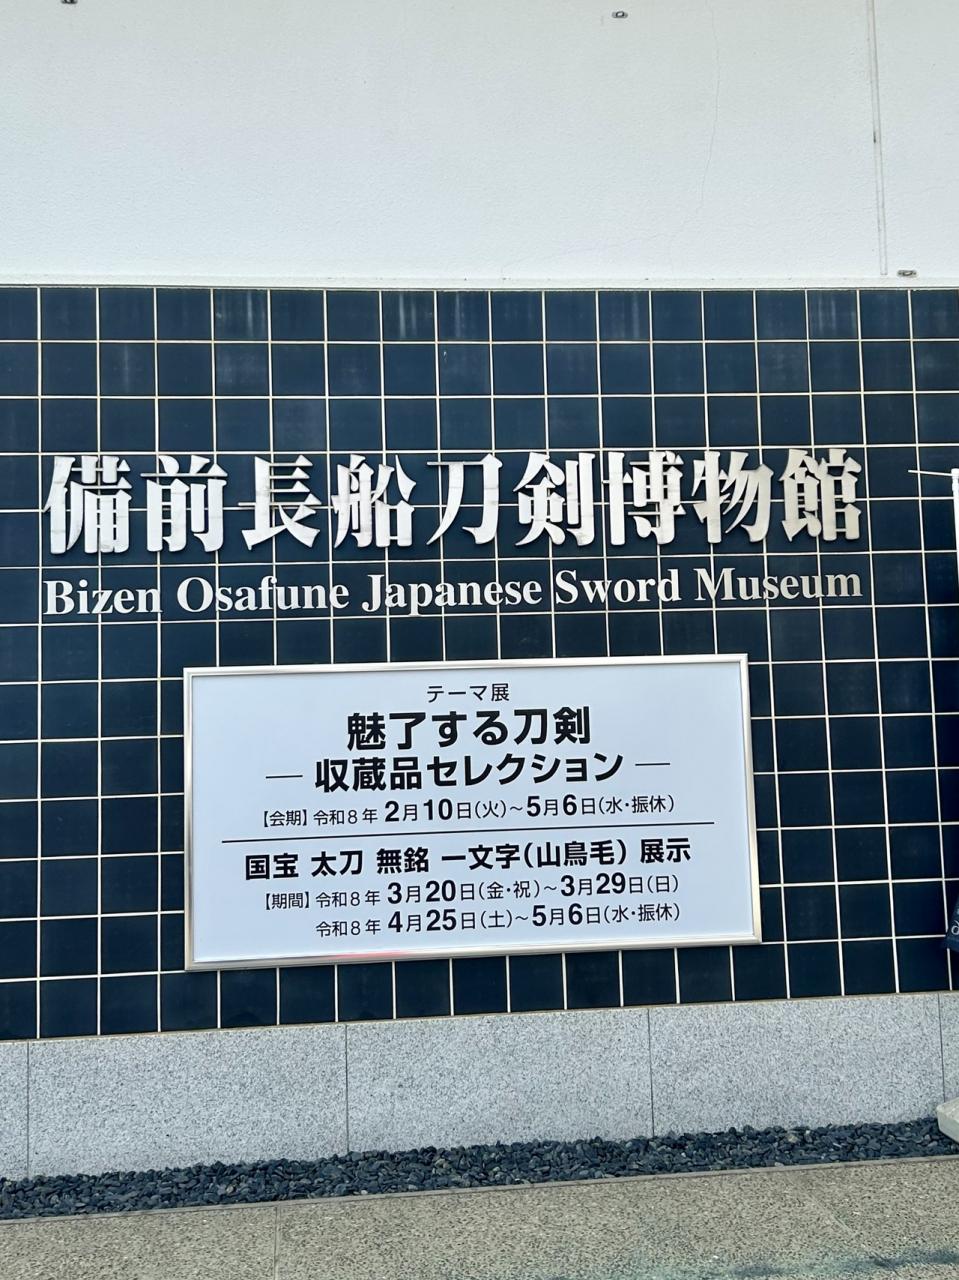 備前長船刀剣博物館
Bizen Osafune Japanese Sword Museum
テーマ展
魅了する刀剣
― 収蔵品セレクション ―
【会期】令和8年 2月10日(火)~5月6日(水・振休)
国宝 太刀 無銘 一文字(山鳥毛) 展示
【期間】令和8年 3月20日(金・祝)~3月29日(日)
令和8年 4月25日(土)~5月6日(水・振休)